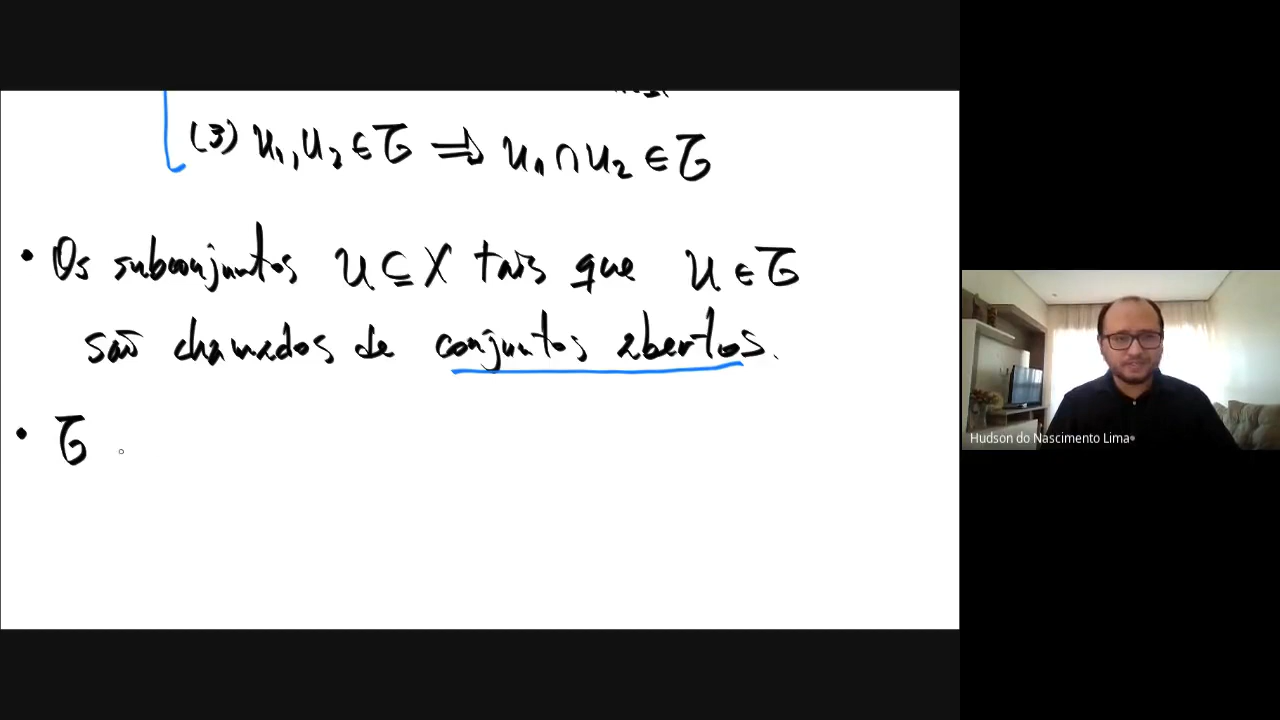 (3) U₁, U₂ ∈ 𝒯 ⟹ U₁ ∩ U₂ ∈ 𝒯
• Os subconjuntos U ⊆ X tais que U ∈ 𝒯
são chamados de conjuntos abertos.
• 𝒯
Hudson do Nascimento Lima